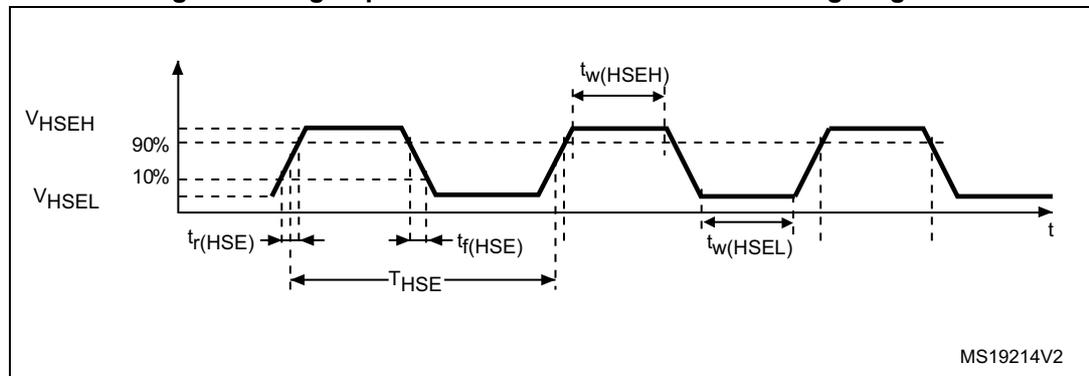 tw(HSEH)
VHSEH
90%
10%
VHSEL
tr(HSE)
tf(HSE)
tw(HSEL)
t
THSE
MS19214V2